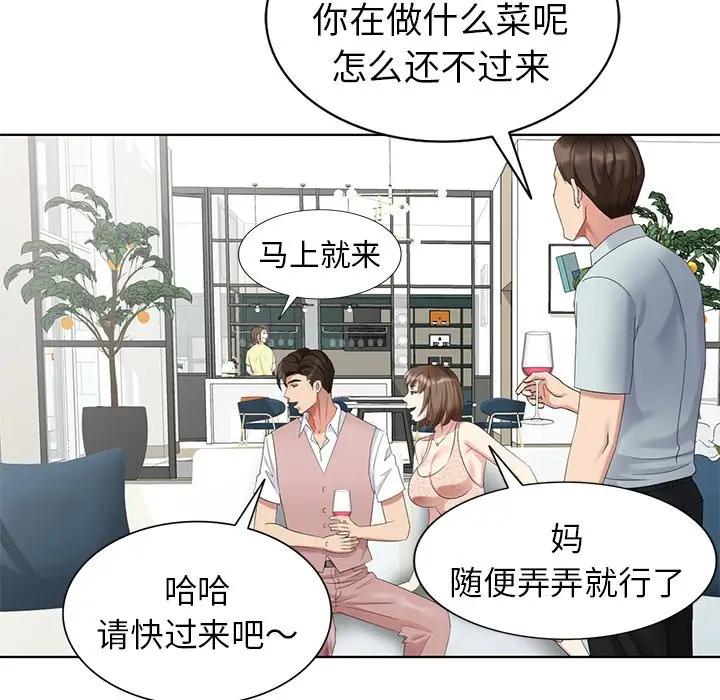 你在做什么菜呢
怎么还不过来
马上就来
妈
随便弄弄就行了
哈哈
请快过来吧～